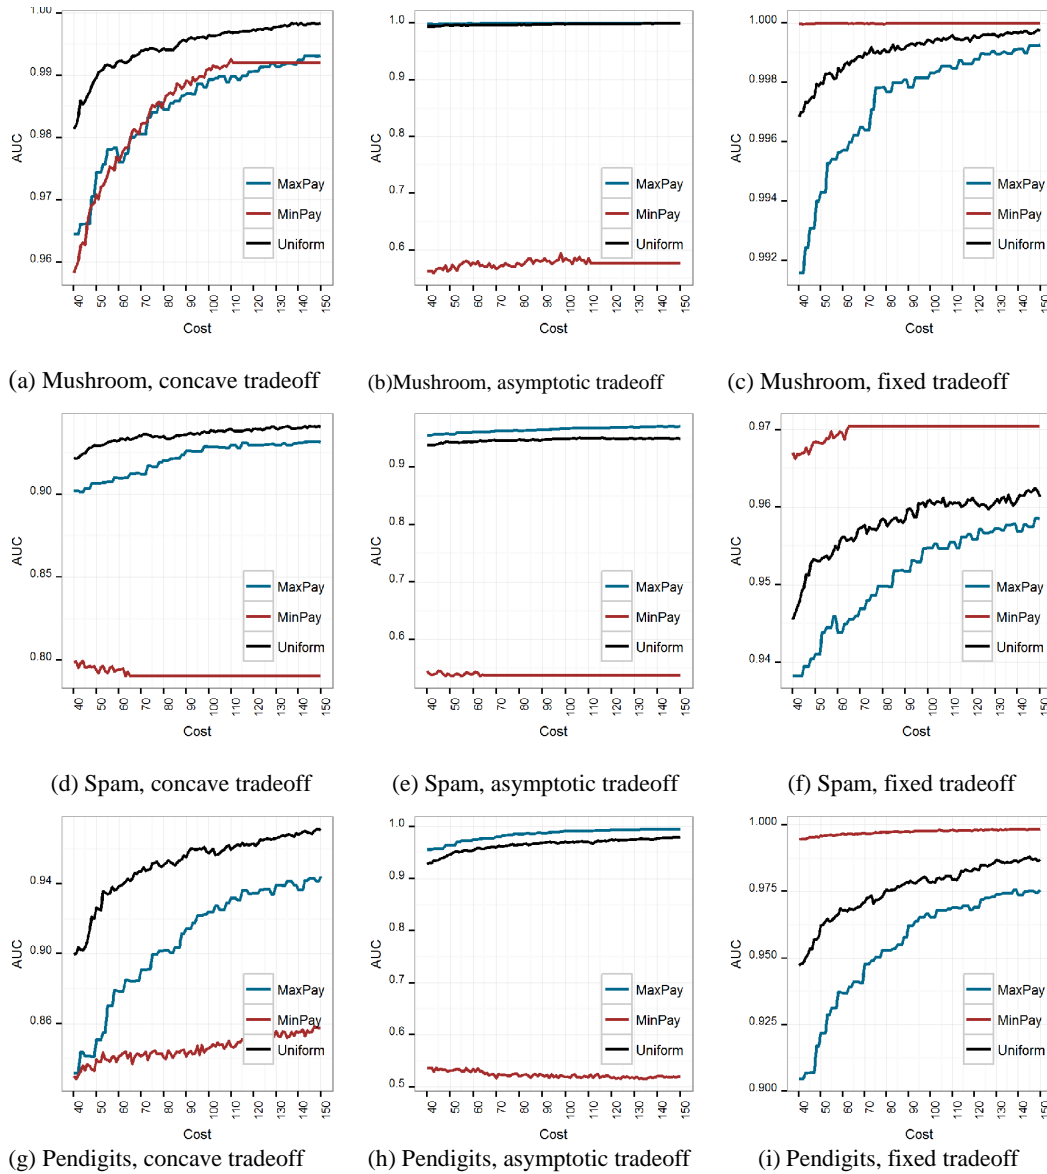 1.00
0.99
0.98
0.97
0.96
AUC
MaxPay
MinPay
Uniform
40 50 60 70 80 90 100 110 120 130 140 150
Cost
(a) Mushroom, concave tradeoff
1.0
0.9
0.8
0.7
0.6
AUC
MaxPay
MinPay
Uniform
40 50 60 70 80 90 100 110 120 130 140 150
Cost
(b)Mushroom, asymptotic tradeoff
1.000
0.998
0.996
0.994
0.992
AUC
MaxPay
MinPay
Uniform
40 50 60 70 80 90 100 110 120 130 140 150
Cost
(c) Mushroom, fixed tradeoff
0.90
0.85
0.80
AUC
MaxPay
MinPay
Uniform
40 50 60 70 80 90 100 110 120 130 140 150
Cost
(d) Spam, concave tradeoff
0.9
0.8
0.7
0.6
AUC
MaxPay
MinPay
Uniform
40 50 60 70 80 90 100 110 120 130 140 150
Cost
(e) Spam, asymptotic tradeoff
0.97
0.96
0.95
0.94
AUC
MaxPay
MinPay
Uniform
40 50 60 70 80 90 100 110 120 130 140 150
Cost
(f) Spam, fixed tradeoff
0.94
0.90
0.86
AUC
MaxPay
MinPay
Uniform
40 50 60 70 80 90 100 110 120 130 140 150
Cost
(g) Pendigits, concave tradeoff
1.0
0.9
0.8
0.7
0.6
0.5
AUC
MaxPay
MinPay
Uniform
40 50 60 70 80 90 100 110 120 130 140 150
Cost
(h) Pendigits, asymptotic tradeoff
1.000
0.975
0.950
0.925
0.900
AUC
MaxPay
MinPay
Uniform
40 50 60 70 80 90 100 110 120 130 140 150
Cost
(i) Pendigits, fixed tradeoff